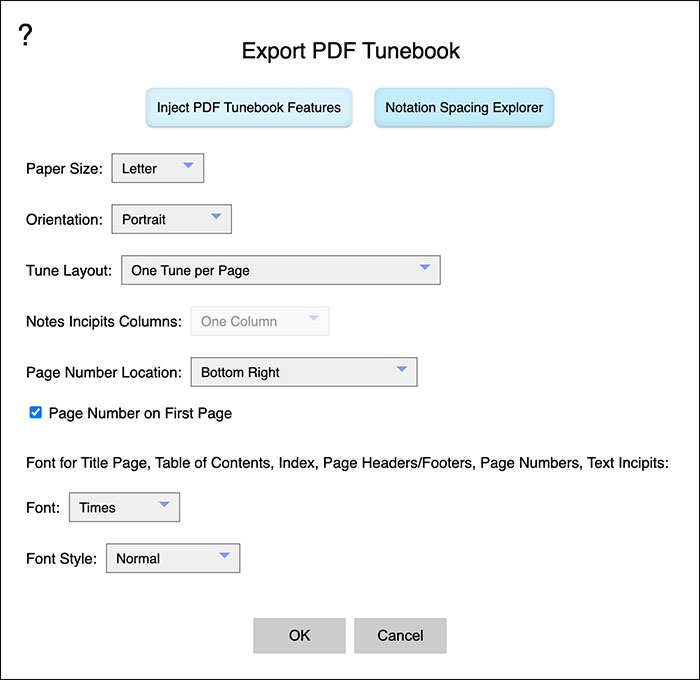 ?
Export PDF Tunebook
Inject PDF Tunebook Features Notation Spacing Explorer
Paper Size: Letter
Orientation: Portrait
Tune Layout: One Tune per Page
Notes Incipits Columns: One Column
Page Number Location: Bottom Right
Page Number on First Page
Font for Title Page, Table of Contents, Index, Page Headers/Footers, Page Numbers, Text Incipits:
Font: Times
Font Style: Normal
OK Cancel